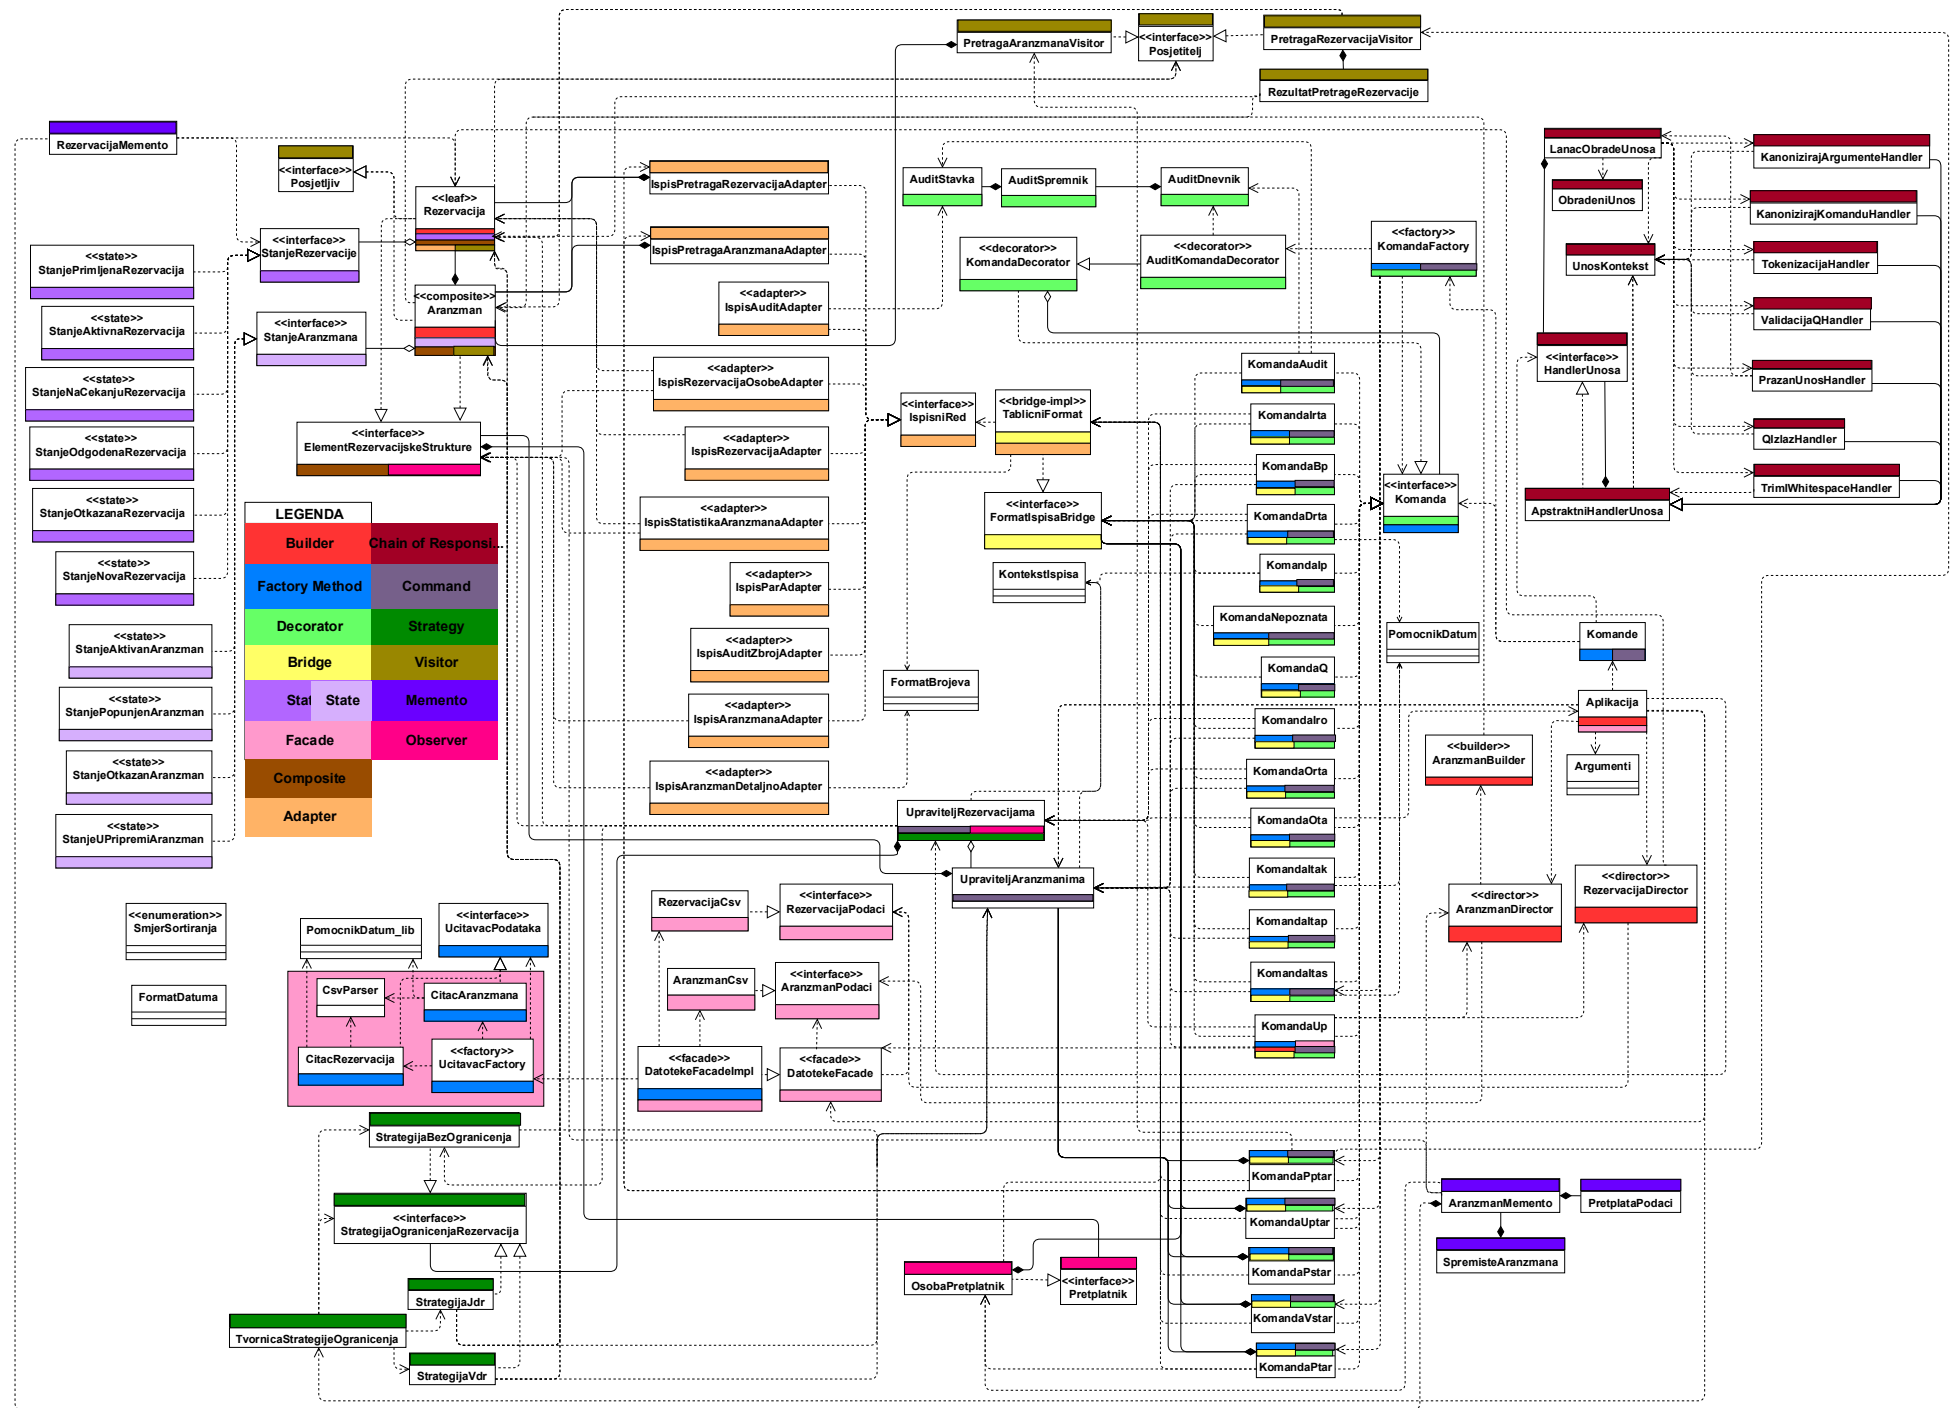 PretragaAranzmanaVisitor
<<interface>>
Posjetitelj
PretragaRezervacijaVisitor
RezultatPretrageRezervacije
RezervacijaMemento
<<interface>>
Posjetljiv
<<leaf>>
Rezervacija
<<interface>>
StanjeRezervacije
<<composite>>
Aranzman
<<interface>>
StanjeAranzmana
<<state>>
StanjePrimljenaRezervacija
<<state>>
StanjeAktivnaRezervacija
<<state>>
StanjeNaCekanjuRezervacija
<<state>>
StanjeOdgodenaRezervacija
<<state>>
StanjeOtkazanaRezervacija
<<state>>
StanjeNovaRezervacija
<<state>>
StanjeAktivanAranzman
<<state>>
StanjePopunjenAranzman
<<state>>
StanjeOtkazanAranzman
<<state>>
StanjeUPripremiAranzman
<<interface>>
ElementRezervacijskeStrukture
LEGENDA
Builder
Chain of Responsi...
Factory Method
Command
Decorator
Strategy
Bridge
Visitor
Stat
State
Memento
Facade
Observer
Composite
Adapter
IspisPretragaRezervacijaAdapter
IspisPretragaAranzmanaAdapter
<<adapter>>
IspisAuditAdapter
<<adapter>>
IspisRezervacijaOsobeAdapter
<<adapter>>
IspisRezervacijaAdapter
<<adapter>>
IspisStatistikaAranzmanaAdapter
<<adapter>>
IspisParAdapter
<<adapter>>
IspisAuditZbrojAdapter
<<adapter>>
IspisAranzmanaAdapter
<<adapter>>
IspisAranzmanDetaljnoAdapter
AuditStavka
AuditSpremnik
AuditDnevnik
<<decorator>>
KomandaDecorator
<<decorator>>
AuditKomandaDecorator
<<factory>>
KomandaFactory
<<interface>>
IspisniRed
<<bridge-impl>>
TablicniFormat
<<interface>>
FormatIspisaBridge
KontekstIspisa
FormatBrojeva
KomandaAudit
KomandaIrta
KomandaBp
KomandaDrta
KomandaIp
KomandaNepoznata
KomandaQ
KomandaIro
KomandaOrta
KomandaOta
KomandaItak
KomandaItap
KomandaItas
KomandaUp
<<interface>>
Komanda
PomocnikDatum
LanacObradeUnosa
ObradeniUnos
UnosKontekst
<<interface>>
HandlerUnosa
ApstraktniHandlerUnosa
KanonizirajArgumenteHandler
KanonizirajKomanduHandler
TokenizacijaHandler
ValidacijaQHandler
PrazanUnosHandler
QIzlazHandler
TrimIWhitespaceHandler
Komande
Aplikacija
Argumenti
<<builder>>
AranzmanBuilder
<<director>>
AranzmanDirector
<<director>>
RezervacijaDirector
UpraviteljRezervacijama
UpraviteljAranzmanima
<<enumeration>>
SmjerSortiranja
FormatDatuma
PomocnikDatum_lib
<<interface>>
UcitavacPodataka
CsvParser
CitacAranzmana
CitacRezervacija
<<factory>>
UcitavacFactory
RezervacijaCsv
<<interface>>
RezervacijaPodaci
AranzmanCsv
<<interface>>
AranzmanPodaci
<<facade>>
DatotekeFacadeImpl
<<facade>>
DatotekeFacade
StrategijaBezOgranicenja
<<interface>>
StrategijaOgranicenjaRezervacija
StrategijaJdr
TvornicaStrategijeOgranicenja
StrategijaVdr
OsobaPretplatnik
<<interface>>
Pretplatnik
KomandaPptar
KomandaUptar
KomandaPstar
KomandaVstar
KomandaPtar
AranzmanMemento
PretplataPodaci
SpremisteAranzmana